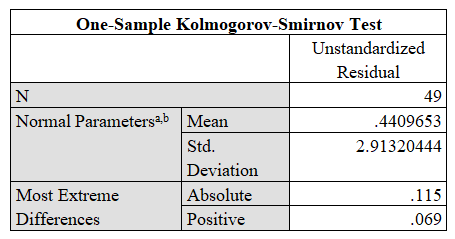 One-Sample Kolmogorov-Smirnov Test
Unstandardized
Residual
N 49
Normal Parametersa,b Mean .4409653
Std. 2.91320444
Deviation
Most Extreme Absolute .115
Differences Positive .069